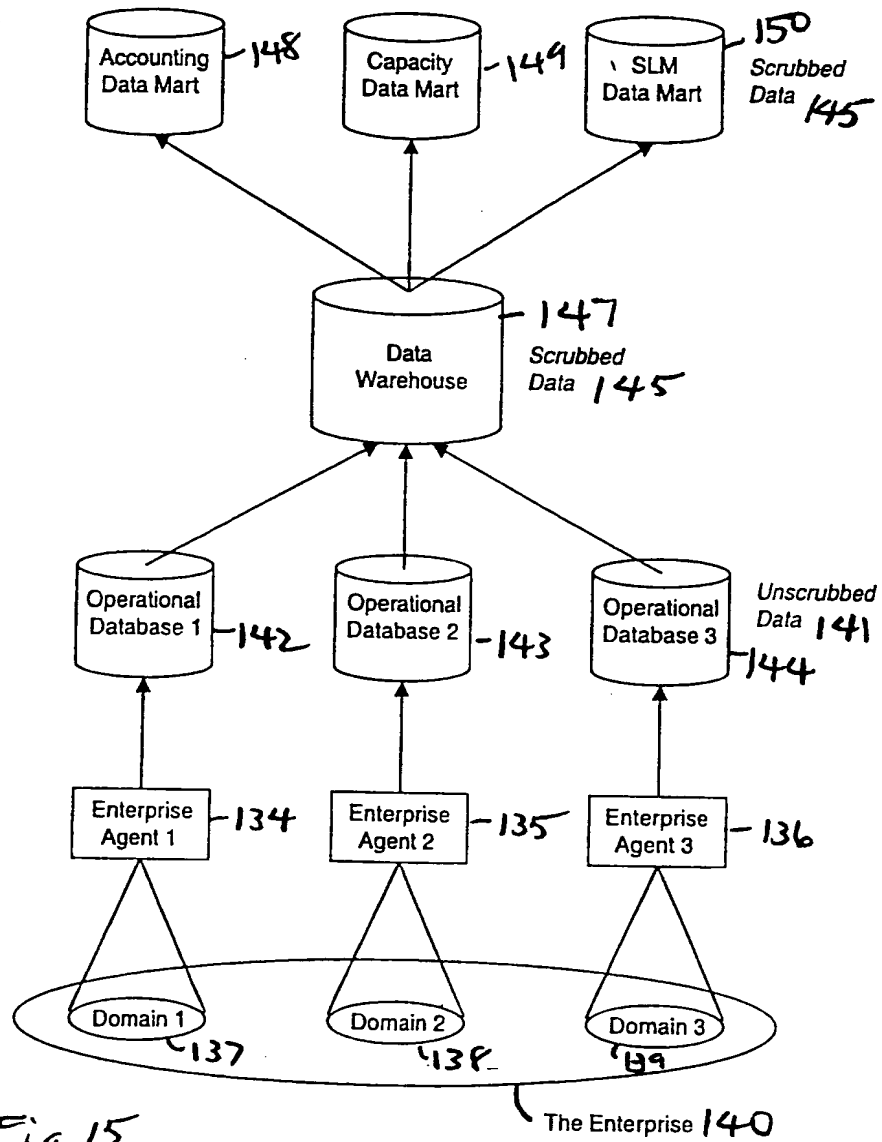 Accounting
Data Mart
148
Capacity
Data Mart
149
SLM
Data Mart
150
Scrubbed
Data 145
Data
Warehouse
147
Scrubbed
Data 145
Operational
Database 1
142
Operational
Database 2
143
Operational
Database 3
144
Unscrubbed
Data 141
Enterprise
Agent 1
134
Enterprise
Agent 2
135
Enterprise
Agent 3
136
Domain 1
137
Domain 2
138
Domain 3
139
The Enterprise 140
Fig 15